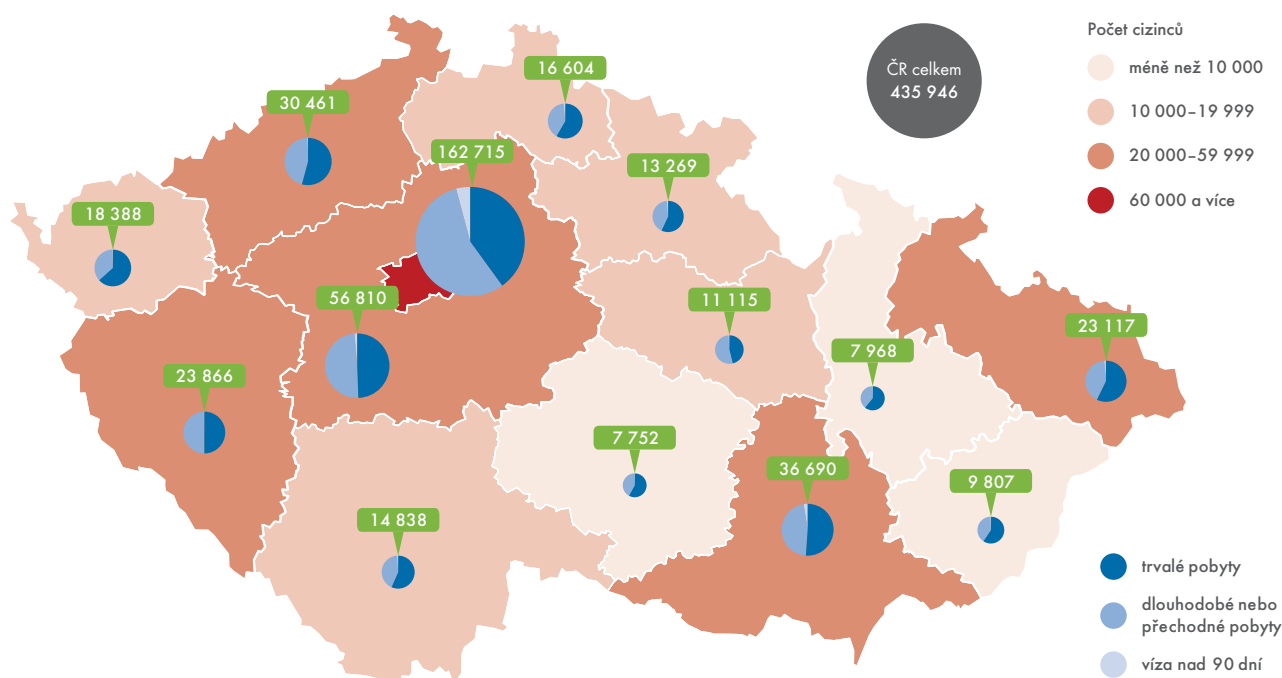 Počet cizinců
méně než 10 000
10 000–19 999
20 000–59 999
60 000 a více
ČR celkem
435 946
16 604
30 461
162 715
13 269
18 388
56 810
11 115
23 117
7 968
23 866
7 752
36 690
9 807
14 838
trvalé pobyty
dlouhodobé nebo
přechodné pobyty
víza nad 90 dní